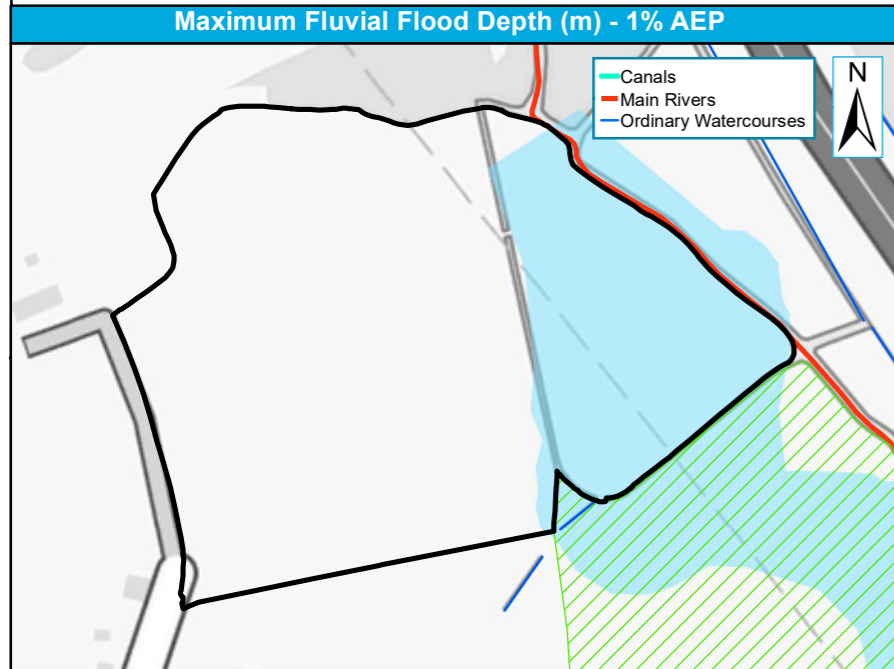 Maximum Fluvial Flood Depth (m) - 1% AEP
Canals
Main Rivers
Ordinary Watercourses
N